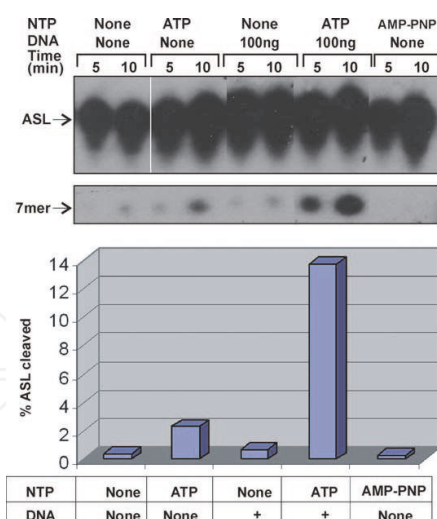 NTP None ATP None ATP AMP-PNP
DNA None None 100ng 100ng None
Time
(min) 5 10 5 10 5 10 5 10 5 10
ASL
7mer
14
12
10
8
6
4
2
0
% ASL cleaved
NTP None ATP None ATP AMP-PNP
DNA None None + + None